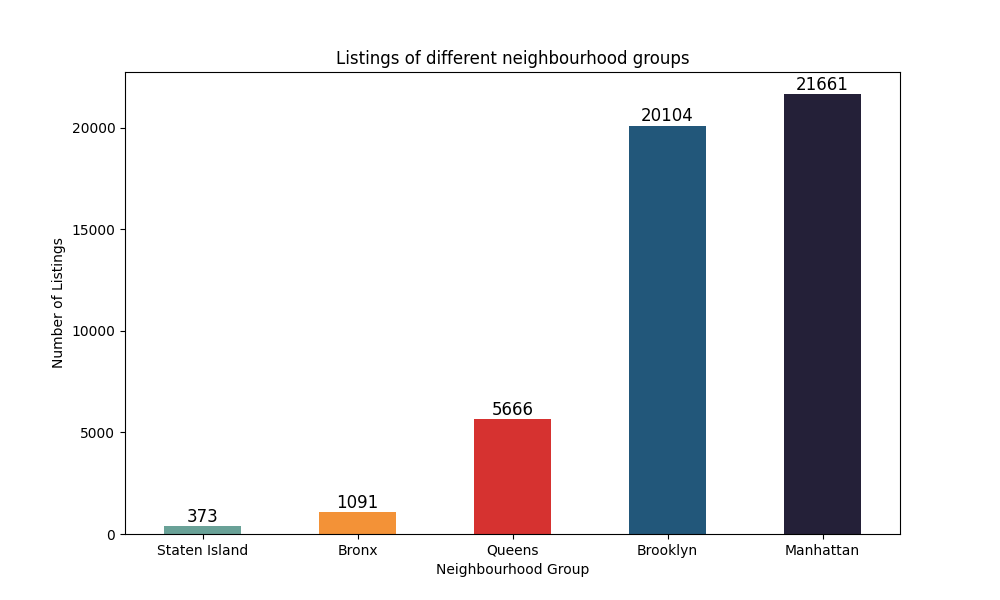 Listings of different neighbourhood groups
21661
20104
20000
15000
Number of Listings
10000
5666
5000
1091
373
0
Staten Island Bronx Queens Brooklyn Manhattan
Neighbourhood Group